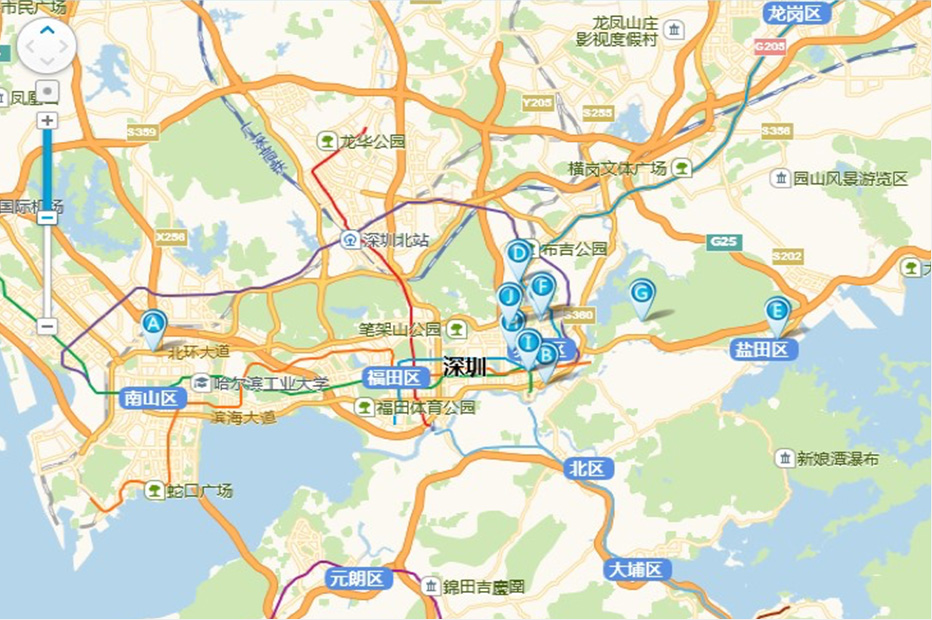 市民广场
龙岗区
龙凤山庄
影视度假村
G205
凤凰山
Y205
S255
S359
S356
龙华公园
横岗文体广场
园山风景游览区
国际机场
X256
深圳北站
布吉公园
G25
S202
D
F
J
G
A
E
S360
H
笔架山公园
I
B
北环大道
区
盐田区
深圳
福田区
哈尔滨工业大学
南山区
滨海大道
福田体育公园
新娘潭瀑布
北区
蛇口广场
元朗区
錦田吉慶圍
大埔区